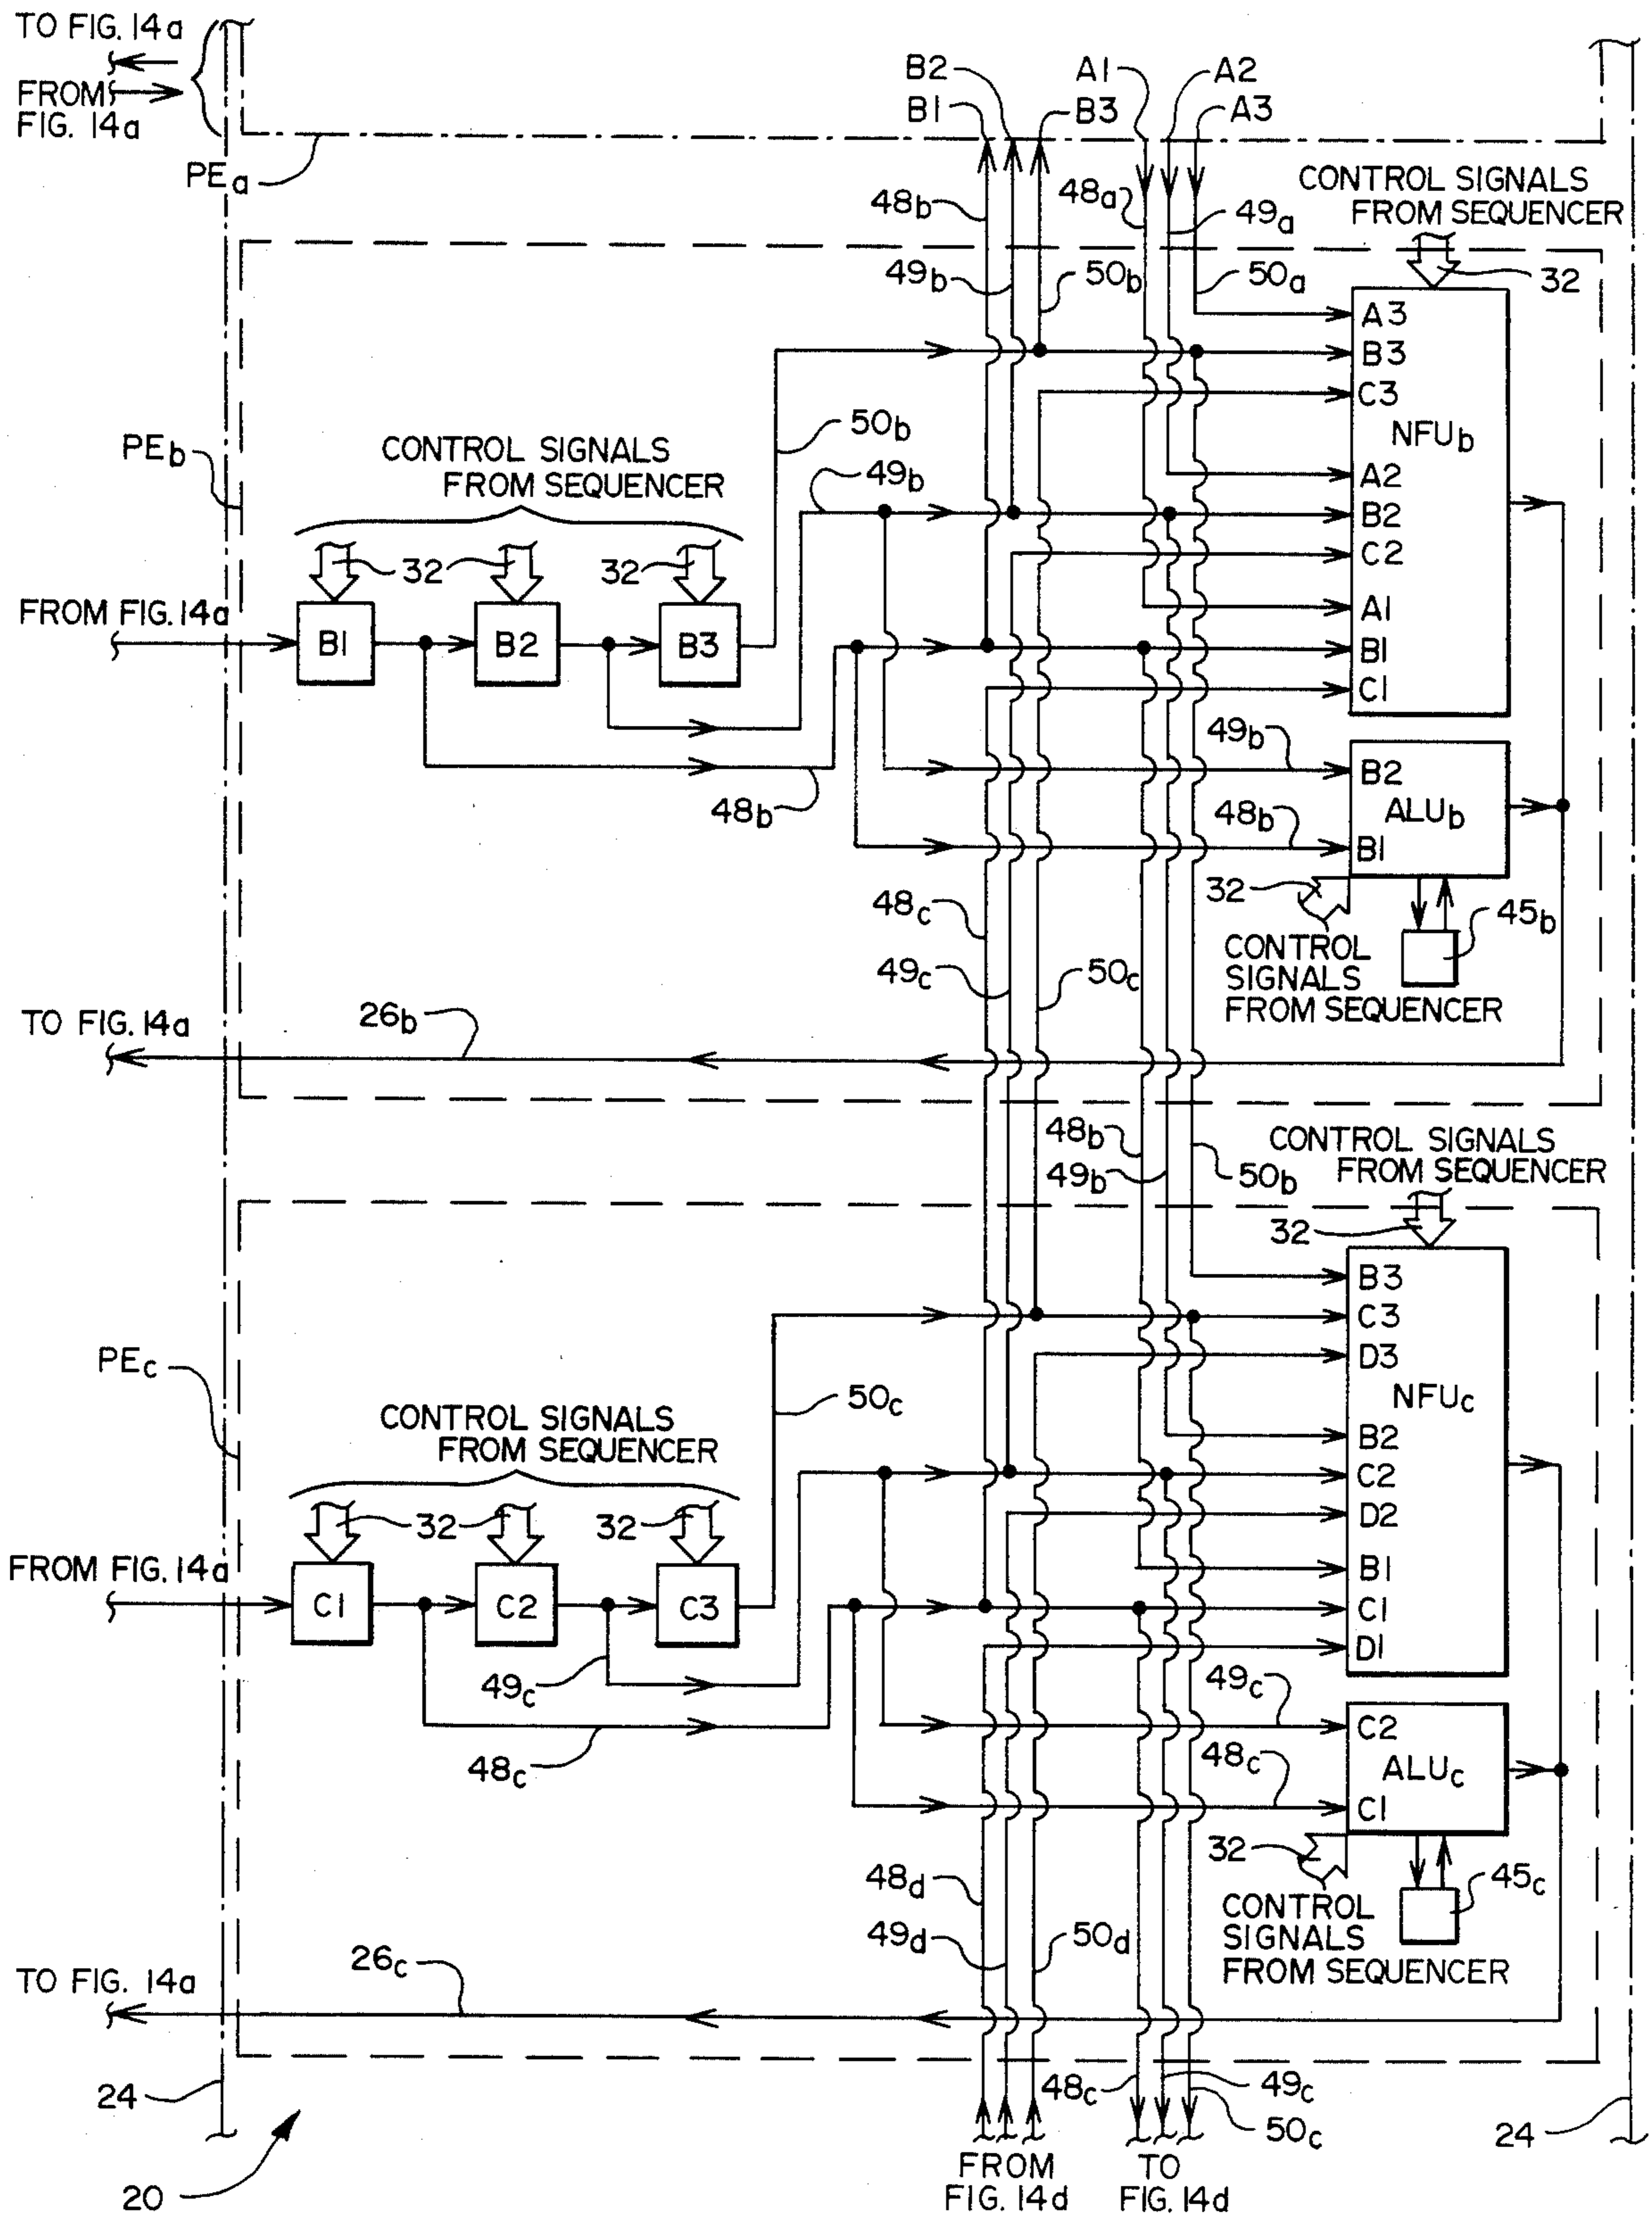 TO FIG. 14a
FROM
FIG. 14a
B2
A1
A2
B1
B3
A3
PEa
48b
48a
49a
CONTROL SIGNALS
FROM SEQUENCER
49b
50b
50a
32
A3
B3
C3
NFUb
A2
B2
C2
A1
B1
C1
PEb
CONTROL SIGNALS
FROM SEQUENCER
50b
49b
32
32
FROM FIG. 14a
B1
B2
B3
48b
49b
B2
ALUb
48b
B1
32
45b
CONTROL
SIGNALS
FROM SEQUENCER
48c
49c
50c
TO FIG. 14a
26b
48b
49b
50b
CONTROL SIGNALS
FROM SEQUENCER
32
B3
C3
D3
NFUc
B2
C2
D2
B1
C1
D1
PEc
CONTROL SIGNALS
FROM SEQUENCER
50c
32
32
FROM FIG. 14a
C1
C2
C3
49c
48c
49c
C2
ALUc
48c
C1
32
45c
CONTROL
SIGNALS
FROM SEQUENCER
48d
49d
50d
TO FIG. 14a
26c
24
20
48c
49c
50c
24
FROM
FIG. 14d
TO
FIG. 14d